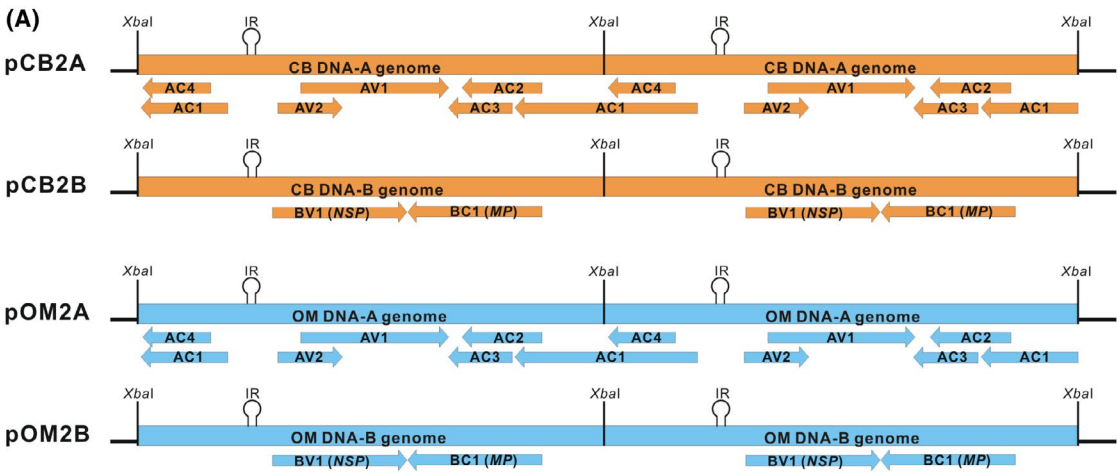 (A)
XbaI IR XbaI IR XbaI
pCB2A
CB DNA-A genome CB DNA-A genome
AC4 AV1 AC2 AC4 AV1 AC2
AC1 AV2 AC3 AC1 AV2 AC3 AC1
XbaI IR XbaI IR XbaI
pCB2B
CB DNA-B genome CB DNA-B genome
BV1 (NSP) BC1 (MP) BV1 (NSP) BC1 (MP)
XbaI IR XbaI IR XbaI
pOM2A
OM DNA-A genome OM DNA-A genome
AC4 AV1 AC2 AC4 AV1 AC2
AC1 AV2 AC3 AC1 AV2 AC3 AC1
XbaI IR XbaI IR XbaI
pOM2B
OM DNA-B genome OM DNA-B genome
BV1 (NSP) BC1 (MP) BV1 (NSP) BC1 (MP)